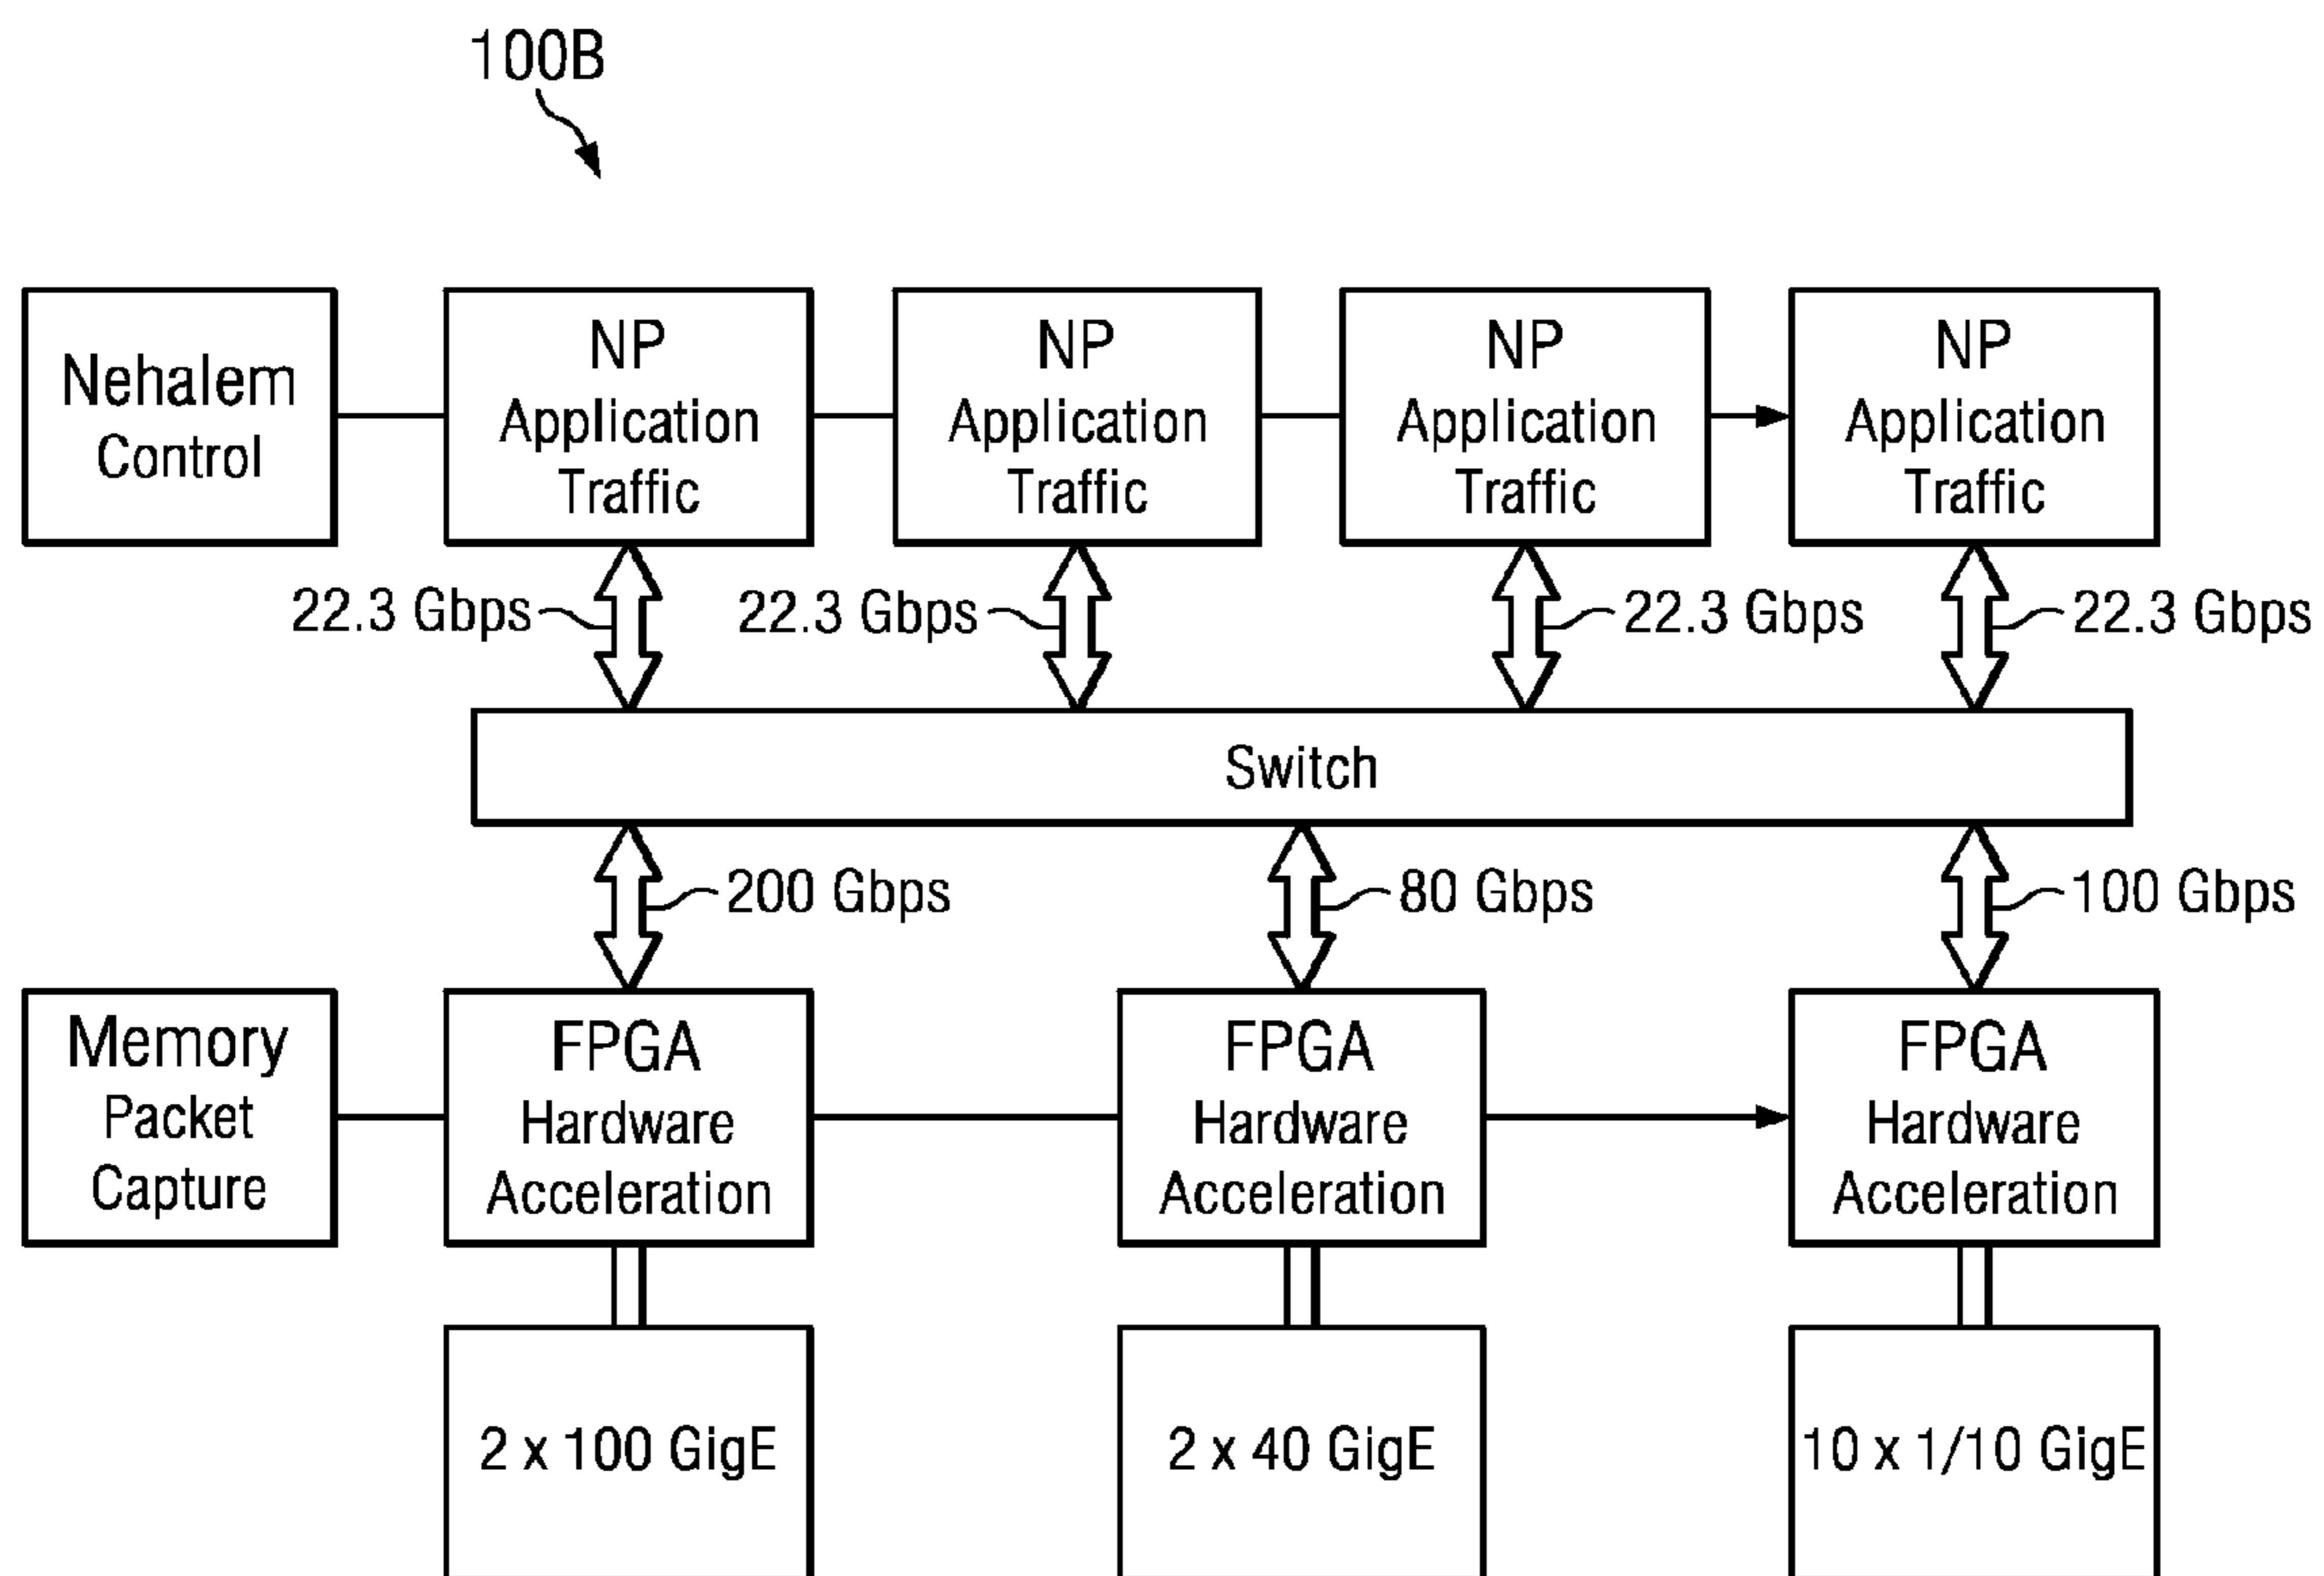 100B
Nehalem
Control
NP
Application
Traffic
NP
Application
Traffic
NP
Application
Traffic
NP
Application
Traffic
22.3 Gbps
22.3 Gbps
22.3 Gbps
22.3 Gbps
Switch
200 Gbps
80 Gbps
100 Gbps
Memory
Packet
Capture
FPGA
Hardware
Acceleration
FPGA
Hardware
Acceleration
FPGA
Hardware
Acceleration
2 x 100 GigE
2 x 40 GigE
10 x 1/10 GigE